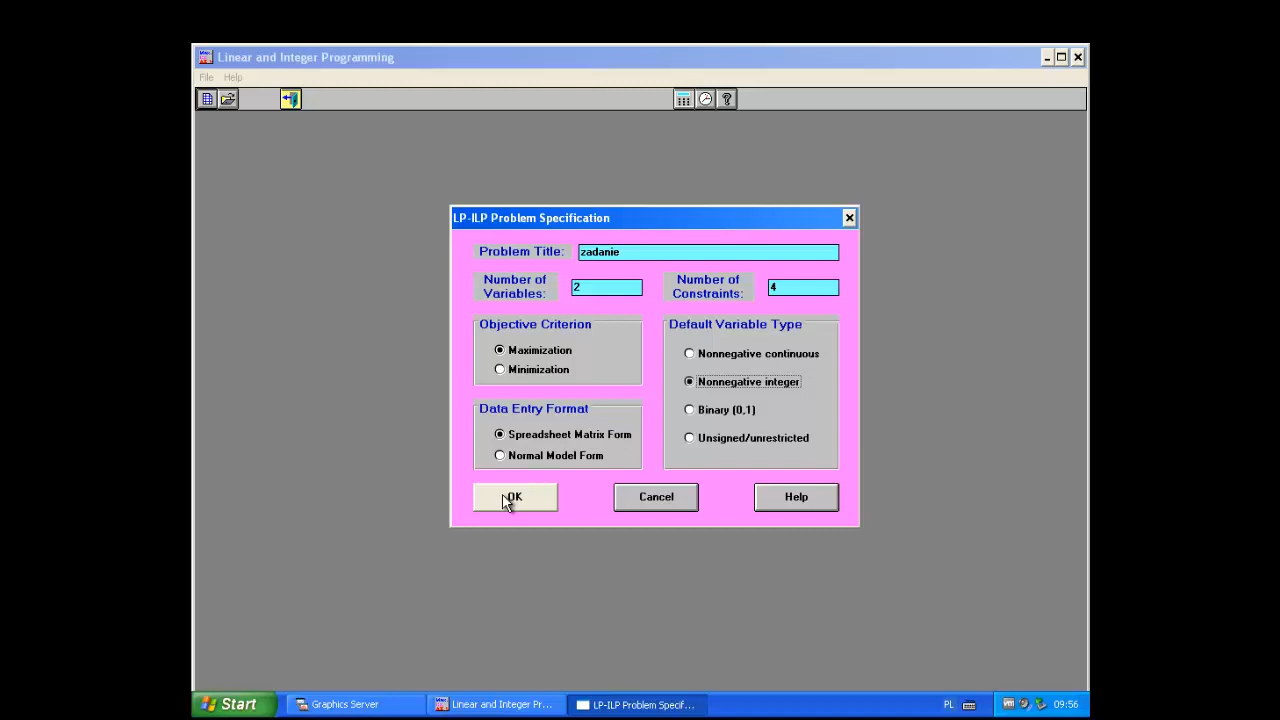 Linear and Integer Programming
File Help
LP-ILP Problem Specification
Problem Title: zadanie
Number of Variables: 2 Number of Constraints: 4
Objective Criterion Default Variable Type
Maximization
Minimization
Nonnegative continuous
Nonnegative integer
Binary (0,1)
Unsigned/unrestricted
Data Entry Format
Spreadsheet Matrix Form
Normal Model Form
OK Cancel Help
Start Graphics Server Linear and Integer Pr... LP-ILP Problem Specif... PL 09:56